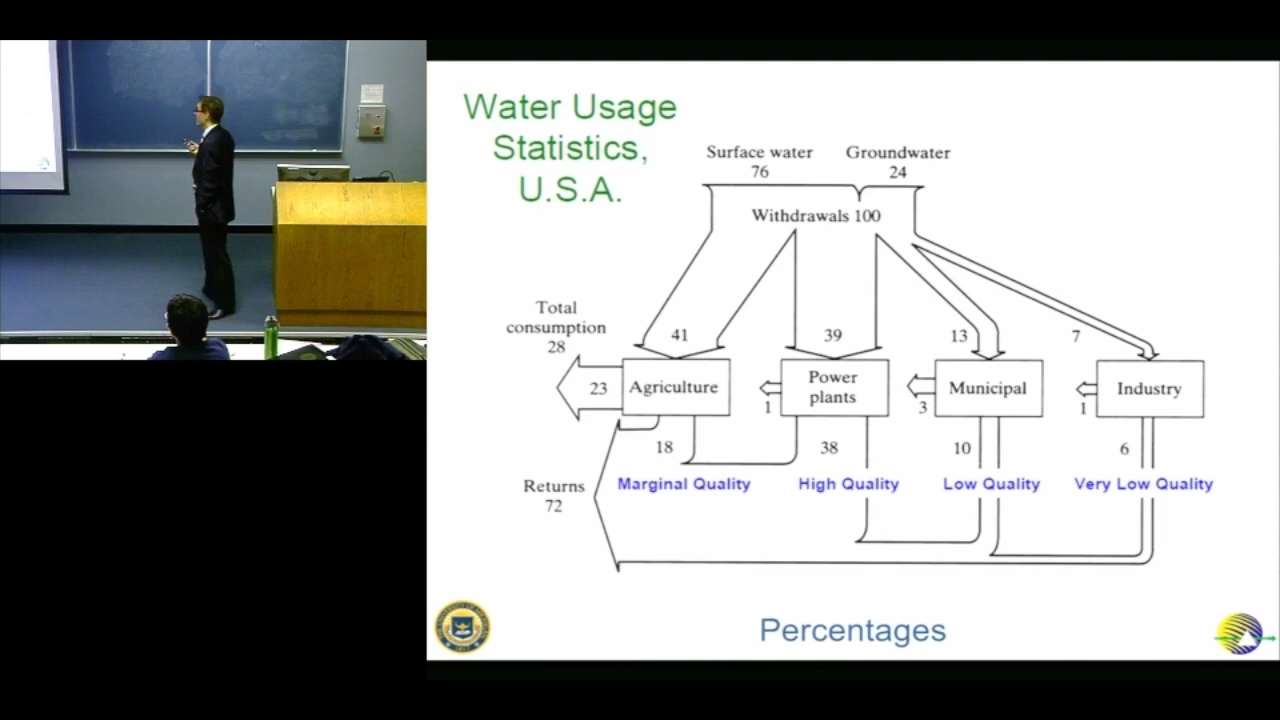 Water Usage
Statistics,
U.S.A.
Surface water
76
Groundwater
24
Withdrawals 100
41
39
13
7
Total
consumption
28
23
Agriculture
1
Power
plants
3
Municipal
1
Industry
18
38
10
6
Marginal Quality
High Quality
Low Quality
Very Low Quality
Returns
72
Percentages